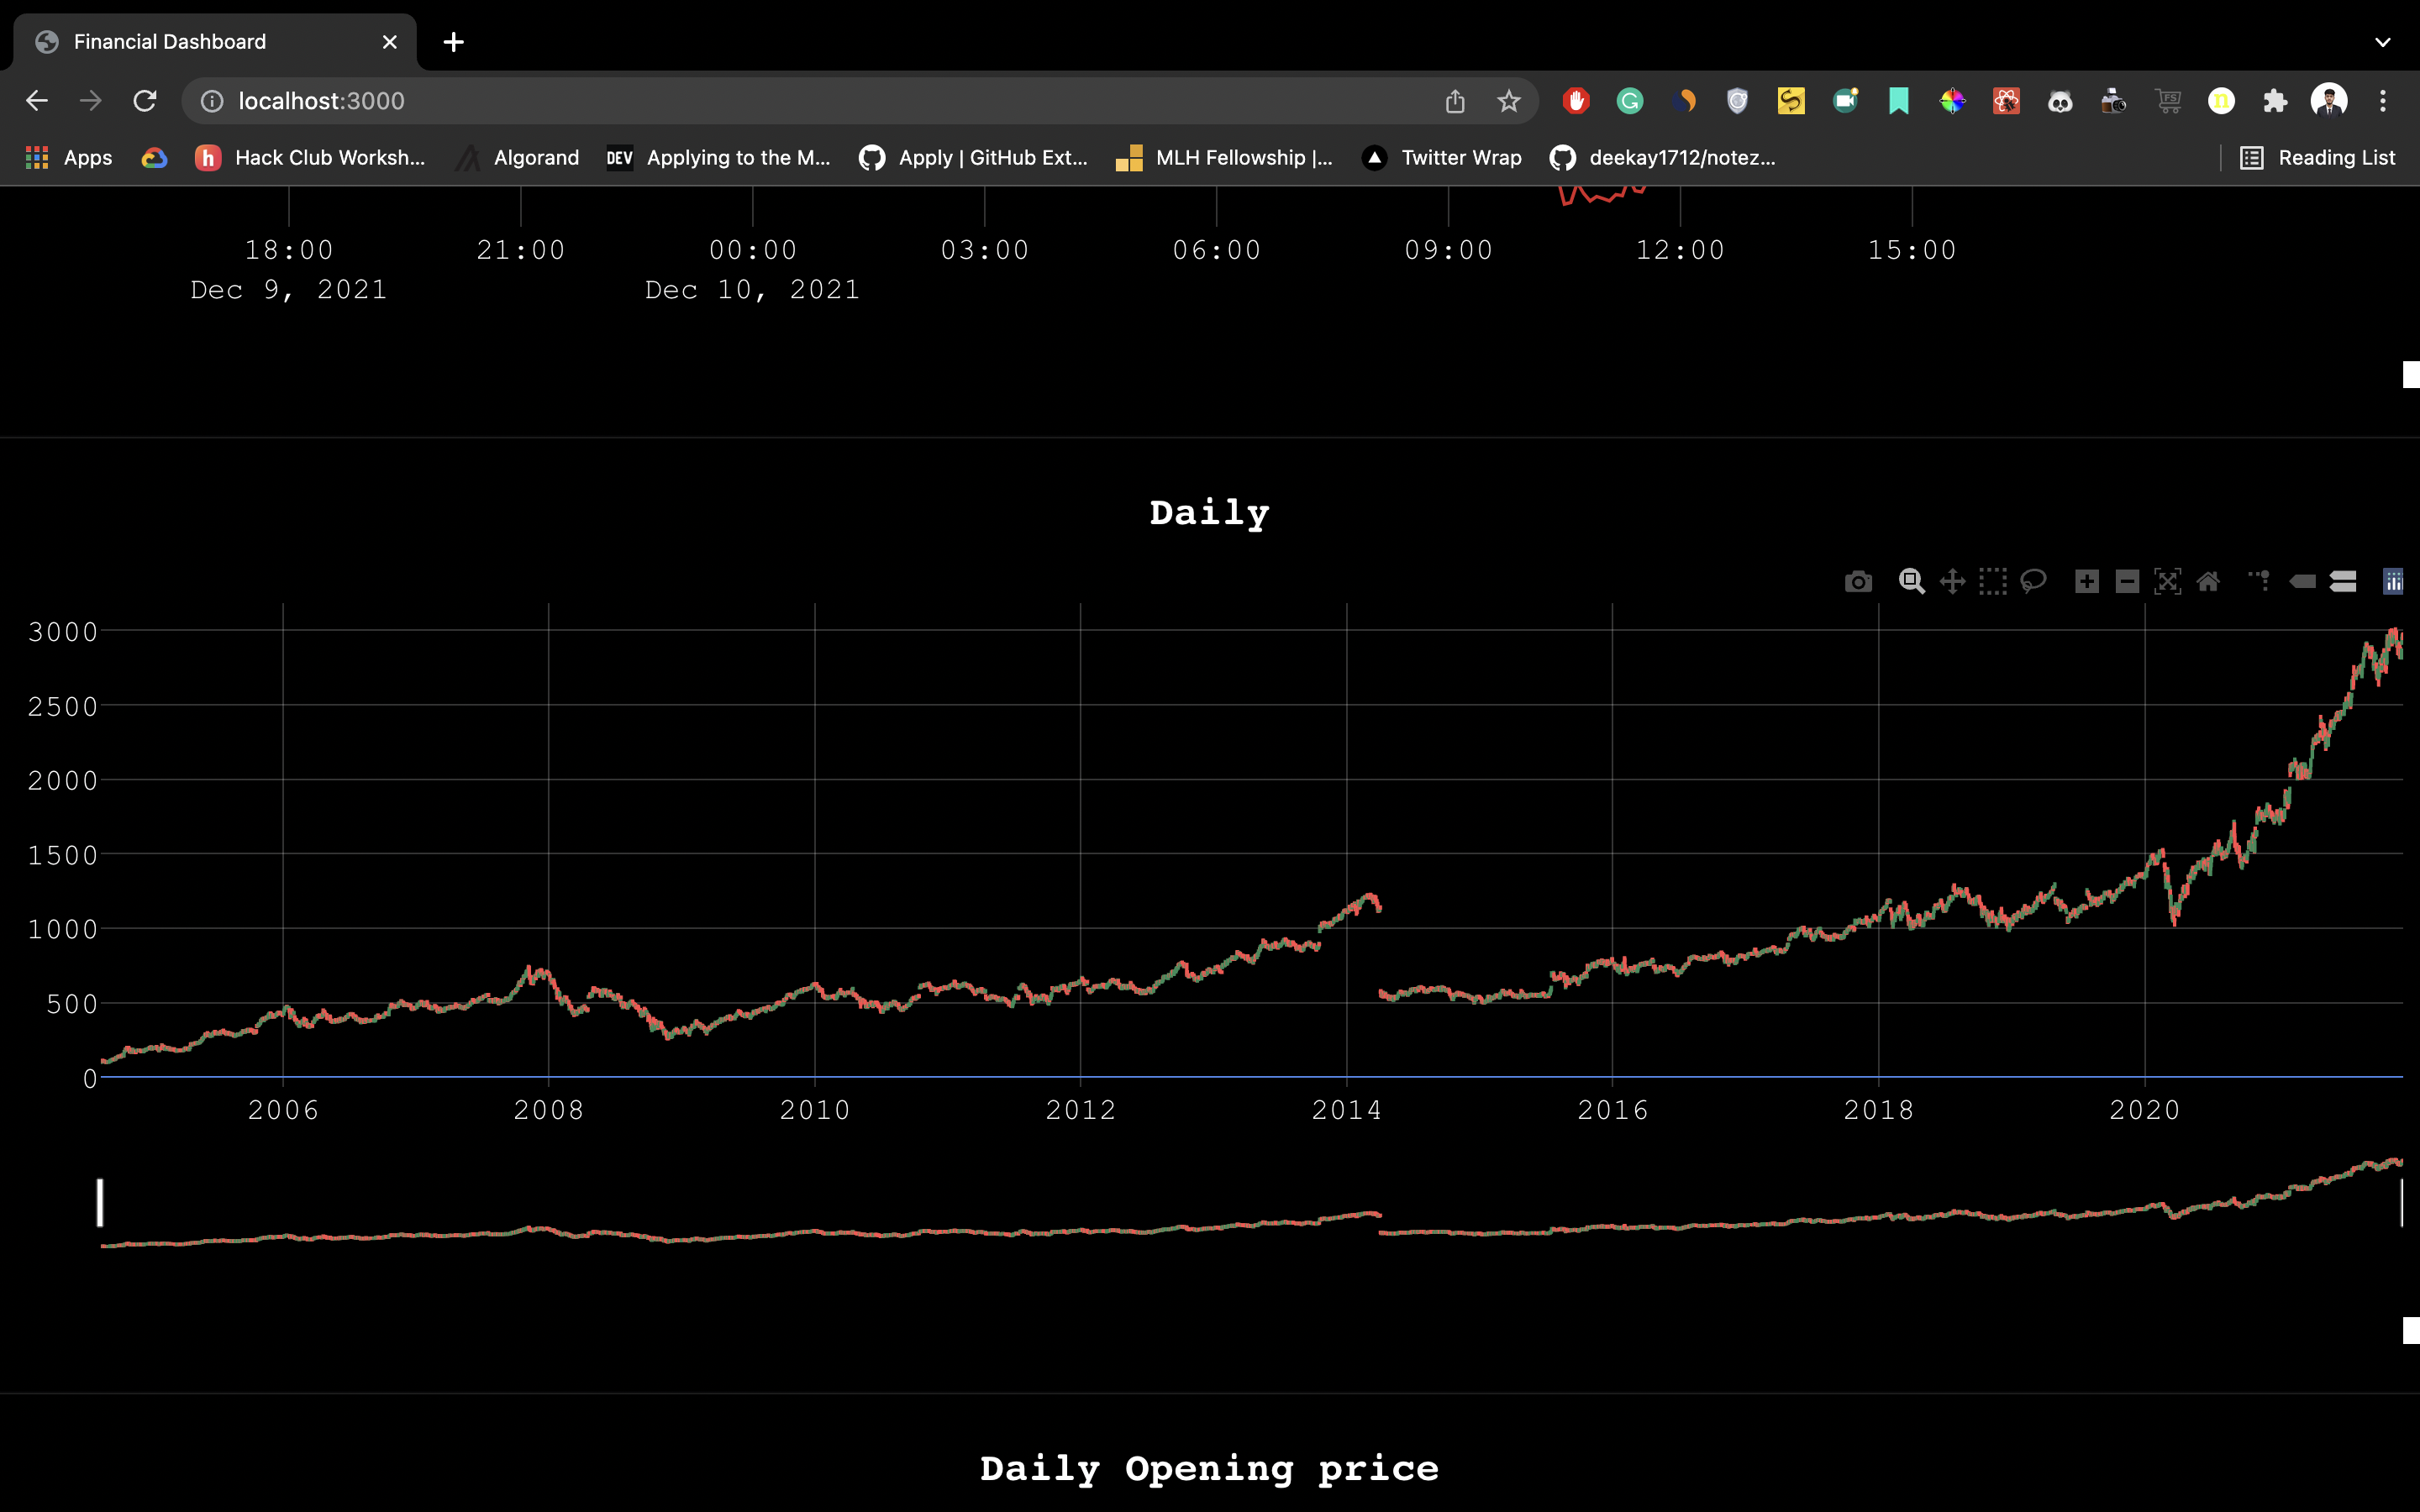 Financial Dashboard
localhost:3000
Apps
Hack Club Worksh...
Algorand
DEV
Applying to the M...
Apply | GitHub Ext...
MLH Fellowship |...
Twitter Wrap
deekay1712/notez...
Reading List
18:00 21:00 00:00 03:00 06:00 09:00 12:00 15:00
Dec 9, 2021 Dec 10, 2021
Daily
3000
2500
2000
1500
1000
500
0
2006 2008 2010 2012 2014 2016 2018 2020
Daily Opening price